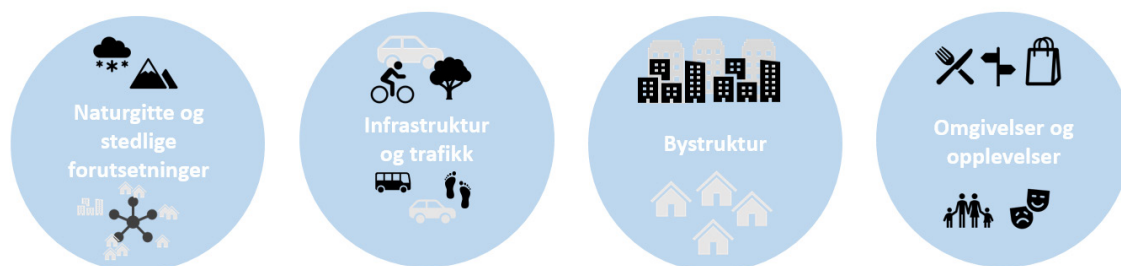 Naturgitte og
stedlige
forutsetninger
Infrastruktur
og trafikk
Bystruktur
Omgivelser og
opplevelser